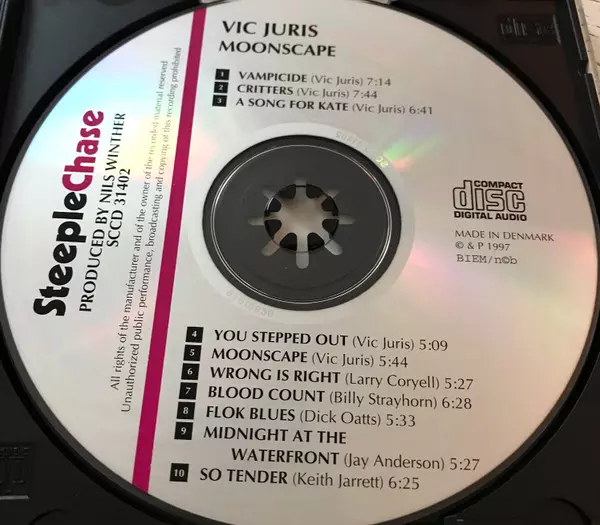 VIC JURIS
MOONSCAPE
1 VAMPICIDE (Vic Juris) 7:14
2 CRITTERS (Vic Juris) 7:44
3 A SONG FOR KATE (Vic Juris) 6:41
SteepleChase
PRODUCED BY NILS WINTHER
SCCD 31402
All rights of the manufacturer and of the owner of the recorded material reserved
Unauthorized public performance, broadcasting and copying of this recording prohibited
COMPACT
disc
DIGITAL AUDIO
MADE IN DENMARK
© & P 1997
BIEM/n©b
4 YOU STEPPED OUT (Vic Juris) 5:09
5 MOONSCAPE (Vic Juris) 5:44
6 WRONG IS RIGHT (Larry Coryell) 5:27
7 BLOOD COUNT (Billy Strayhorn) 6:28
8 FLOK BLUES (Dick Oatts) 5:33
9 MIDNIGHT AT THE
WATERFRONT (Jay Anderson) 5:27
10 SO TENDER (Keith Jarrett) 6:25